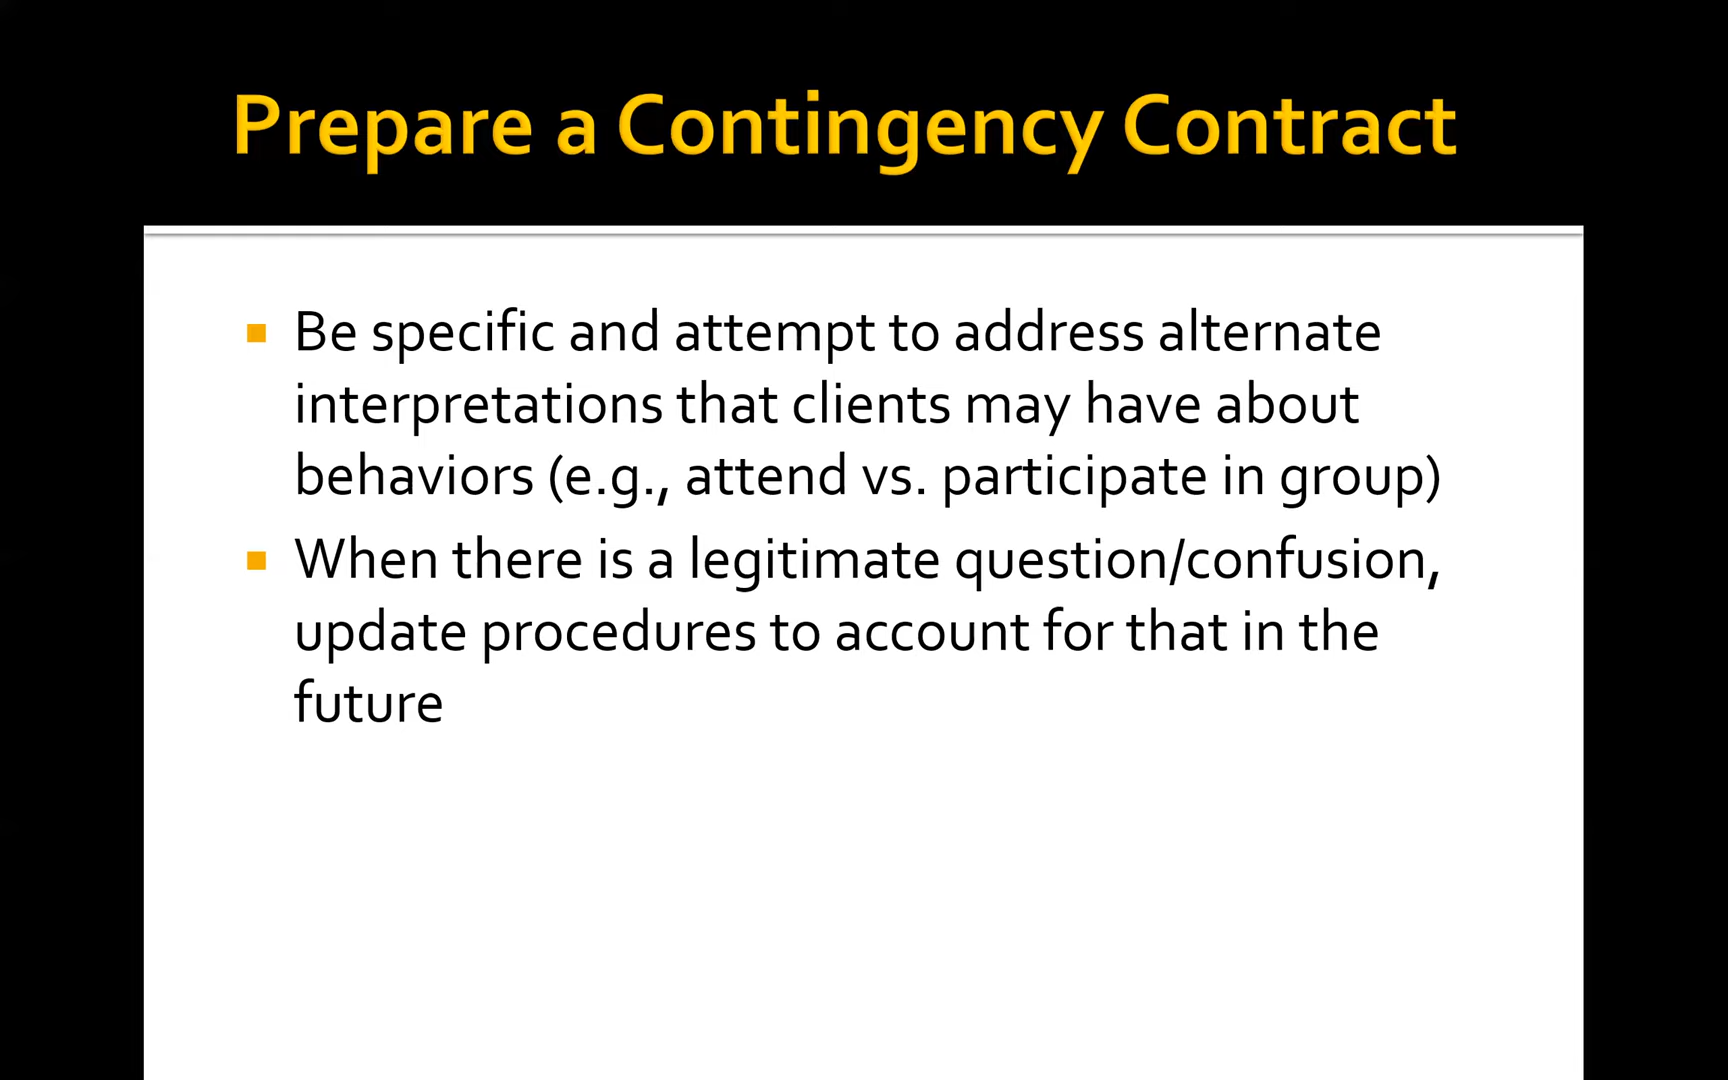 Prepare a Contingency Contract
Be specific and attempt to address alternate
interpretations that clients may have about
behaviors (e.g., attend vs. participate in group)
When there is a legitimate question/confusion,
update procedures to account for that in the
future